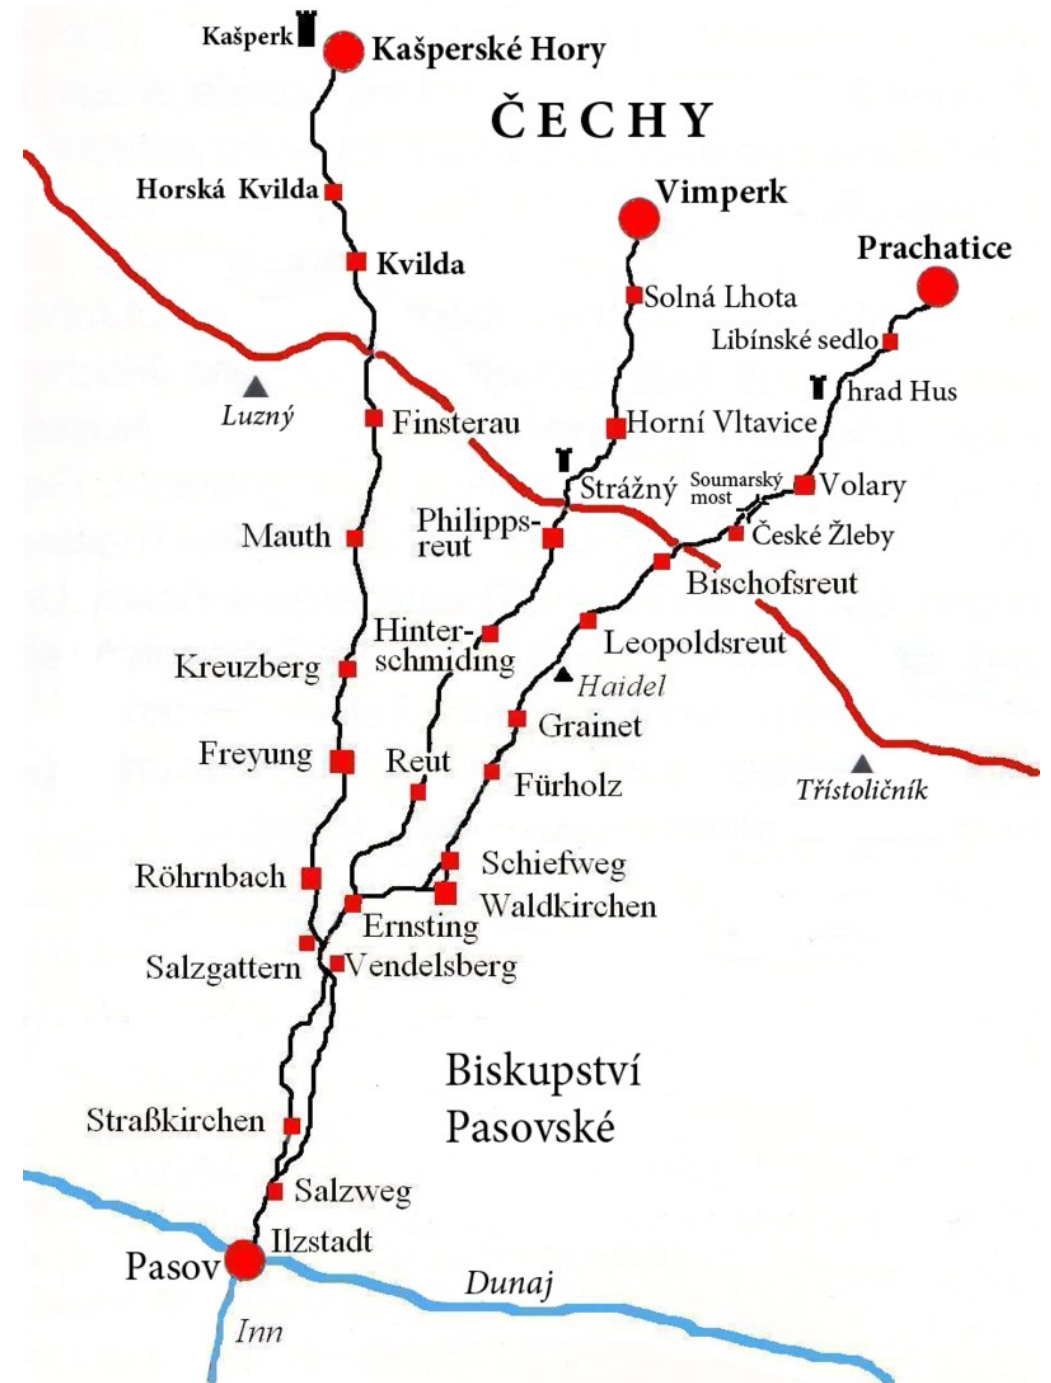 Kašperk
Kašperské Hory
ČECHY
Horská Kvilda
Vimperk
Prachatice
Kvilda
Solná Lhota
Libínské sedlo
hrad Hus
Luzný
Finsterau
Horní Vltavice
Strážný
Soumarský
most
Volary
Philipps-
reut
České Žleby
Mauth
Bischofsreut
Hinter-
schmiding
Leopoldsreut
Kreuzberg
Haidel
Grainet
Freyung
Reut
Fürholz
Třístoličník
Röhrnbach
Schiefweg
Waldkirchen
Ernsting
Salzgattern
Vendelsberg
Biskupství
Pasovské
Straßkirchen
Salzweg
Ilzstadt
Pasov
Dunaj
Inn